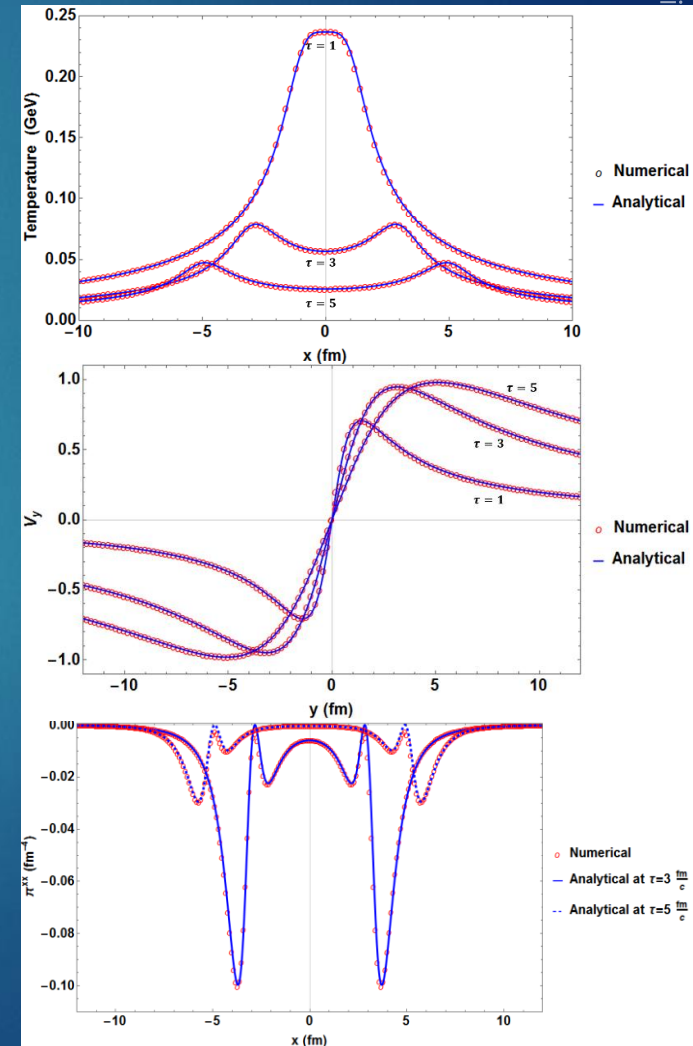 0.25
0.20
0.15
0.10
0.05
0.00
Temperature (GeV)
τ = 1
τ = 3
τ = 5
−10 −5 0 5 10
x (fm)
o Numerical
− Analytical
1.0
0.5
0.0
−0.5
−1.0
Vy
τ = 5
τ = 3
τ = 1
−10 −5 0 5 10
y (fm)
o Numerical
− Analytical
0.00
−0.02
−0.04
−0.06
−0.08
−0.10
π^xx (fm^−4)
−10 −5 0 5 10
x (fm)
o Numerical
− Analytical at τ=3 fm/c
--- Analytical at τ=5 fm/c